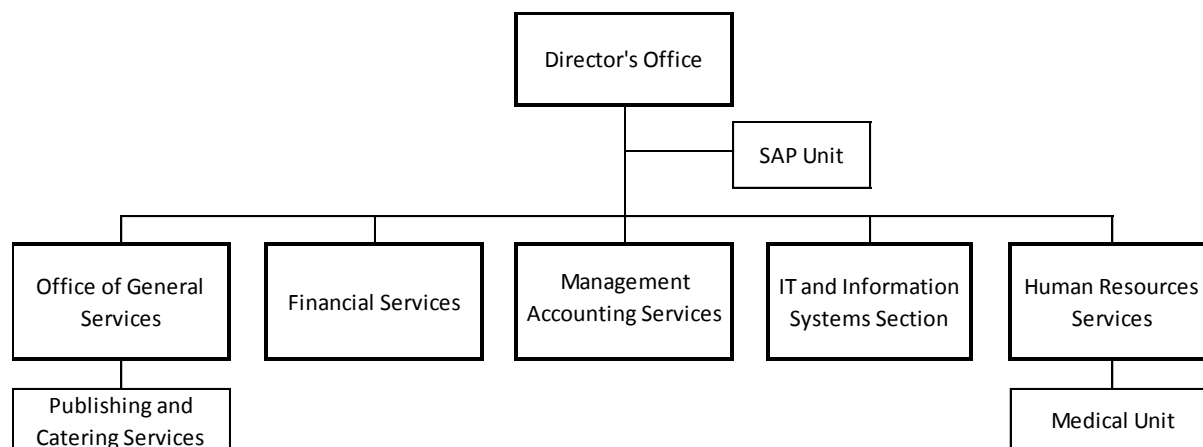 Director's Office
SAP Unit
Office of General
Services
Financial Services
Management
Accounting Services
IT and Information
Systems Section
Human Resources
Services
Publishing and
Catering Services
Medical Unit